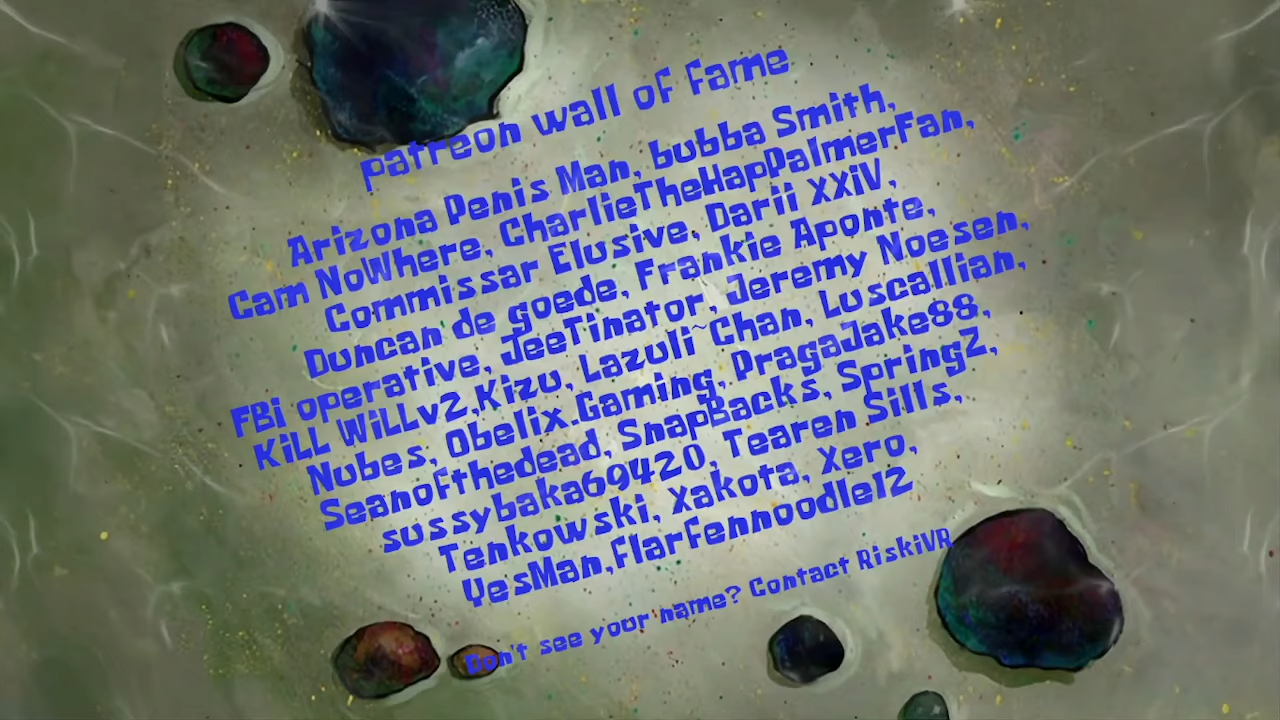 patreon wall of fame
Arizona Penis Man, bubba Smith,
Cam NoWhere, CharlieTheHapPalmerFan,
Commissar Elusive, Darii XXiV,
Duncan de goede, Frankie Aponte,
FBi operative, JeeTinator, Jeremy Noesen,
KiLL WiLLv2,Kizu, Lazuli~Chan, Luscallian,
Nubes, Obelix.Gaming, PragaJake88,
Seanofthedead, SnapBacks, SpringZ,
sussybaka69420, Tearen Sills,
Tenkowski, Xakota, Xero,
YesMan,Flarfennoodle12
Don't see your name? Contact RiskiVR